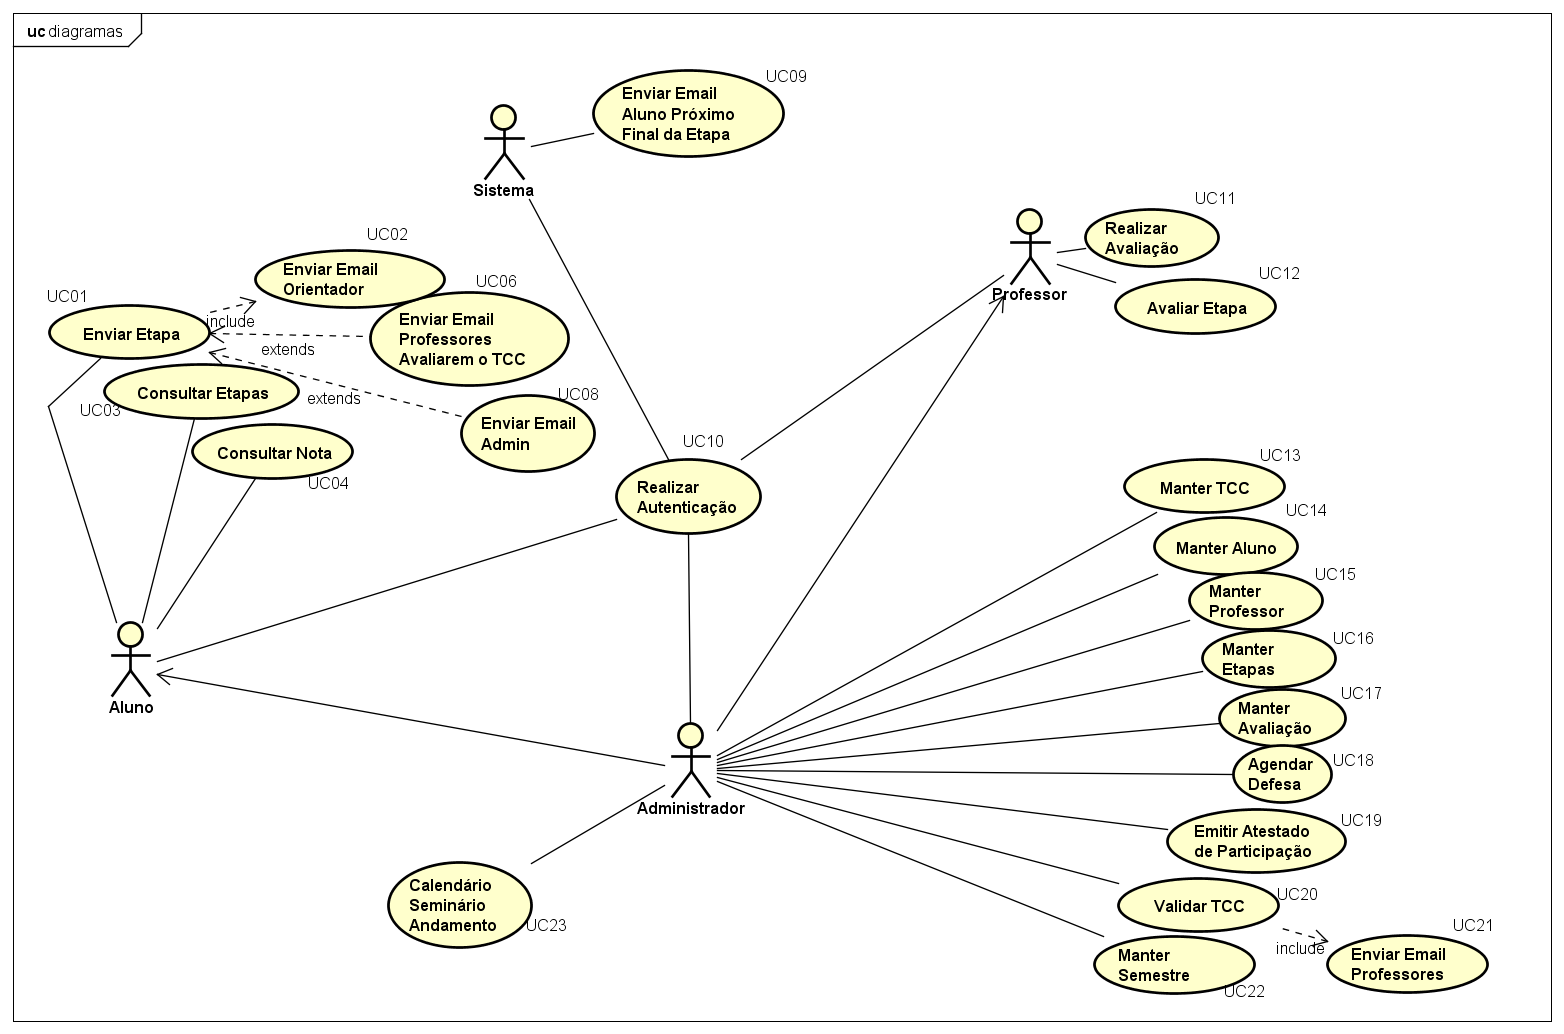 uc diagramas
UC09
Enviar Email
Aluno Próximo
Final da Etapa
Sistema
UC11
Realizar
Avaliação
UC12
Avaliar Etapa
Professor
UC02
Enviar Email
Orientador
UC01
Enviar Etapa
include
UC06
Enviar Email
Professores
Avaliarem o TCC
extends
Consultar Etapas
UC03
extends
UC08
Enviar Email
Admin
Consultar Nota
UC04
UC10
Realizar
Autenticação
UC13
Manter TCC
UC14
Manter Aluno
UC15
Manter
Professor
UC16
Manter
Etapas
UC17
Manter
Avaliação
UC18
Agendar
Defesa
Aluno
Administrador
UC19
Emitir Atestado
de Participação
UC20
Validar TCC
include
UC21
Enviar Email
Professores
Manter
Semestre
UC22
Calendário
Seminário
Andamento
UC23